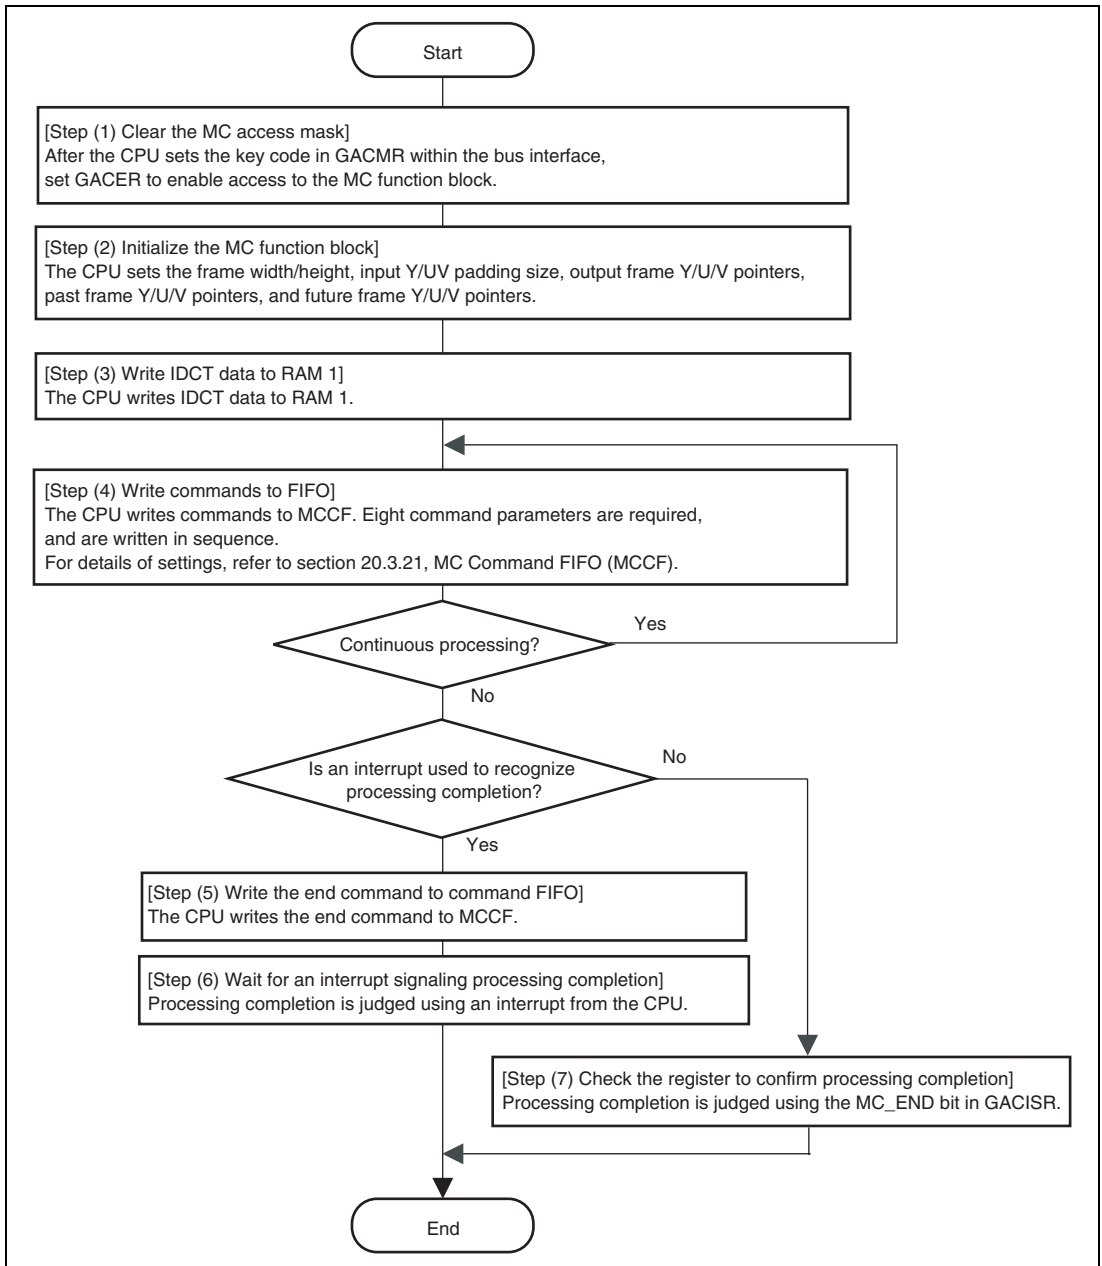 Start
[Step (1) Clear the MC access mask]
After the CPU sets the key code in GACMR within the bus interface,
set GACER to enable access to the MC function block.
[Step (2) Initialize the MC function block]
The CPU sets the frame width/height, input Y/UV padding size, output frame Y/U/V pointers,
past frame Y/U/V pointers, and future frame Y/U/V pointers.
[Step (3) Write IDCT data to RAM 1]
The CPU writes IDCT data to RAM 1.
[Step (4) Write commands to FIFO]
The CPU writes commands to MCCF. Eight command parameters are required,
and are written in sequence.
For details of settings, refer to section 20.3.21, MC Command FIFO (MCCF).
Yes
Continuous processing?
No
No
Is an interrupt used to recognize
processing completion?
Yes
[Step (5) Write the end command to command FIFO]
The CPU writes the end command to MCCF.
[Step (6) Wait for an interrupt signaling processing completion]
Processing completion is judged using an interrupt from the CPU.
[Step (7) Check the register to confirm processing completion]
Processing completion is judged using the MC_END bit in GACISR.
End